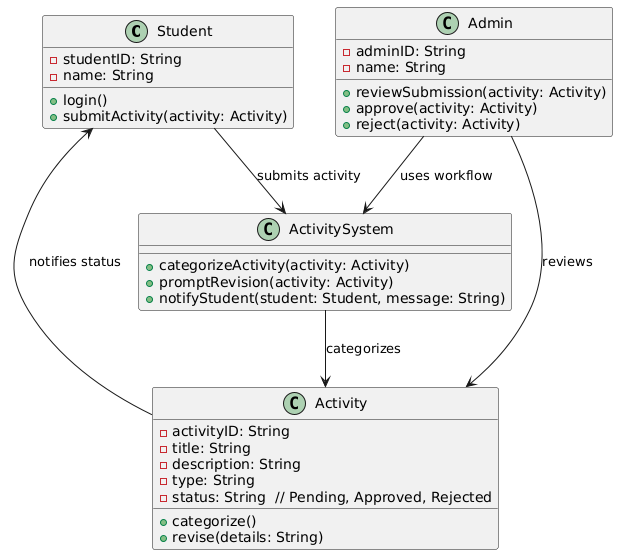 C Student
studentID: String
name: String
login()
submitActivity(activity: Activity)
C Admin
adminID: String
name: String
reviewSubmission(activity: Activity)
approve(activity: Activity)
reject(activity: Activity)
submits activity
uses workflow
C ActivitySystem
categorizeActivity(activity: Activity)
promptRevision(activity: Activity)
notifyStudent(student: Student, message: String)
notifies status
reviews
categorizes
C Activity
activityID: String
title: String
description: String
type: String
status: String  // Pending, Approved, Rejected
categorize()
revise(details: String)